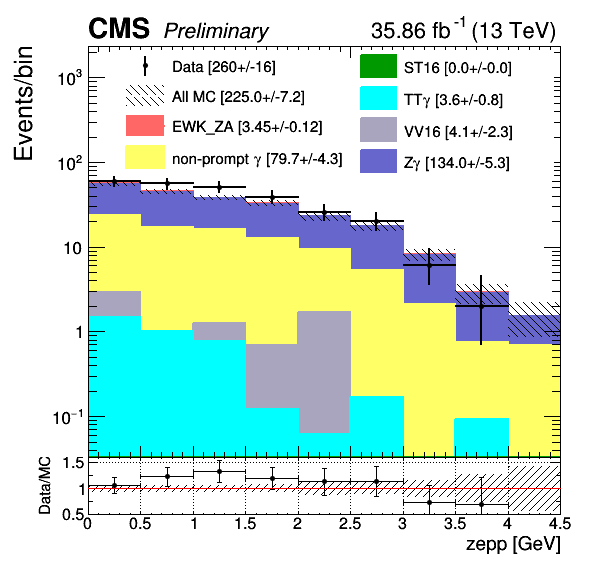 CMS Preliminary 35.86 fb⁻¹ (13 TeV)
Events/bin
Data [260+/-16]
All MC [225.0+/-7.2]
EWK_ZA [3.45+/-0.12]
non-prompt γ [79.7+/-4.3]
ST16 [0.0+/-0.0]
TTγ [3.6+/-0.8]
VV16 [4.1+/-2.3]
Zγ [134.0+/-5.3]
10³
10²
10
1
10⁻¹
Data/MC
1.5
1
0.5
0 0.5 1 1.5 2 2.5 3 3.5 4 4.5
zepp [GeV]